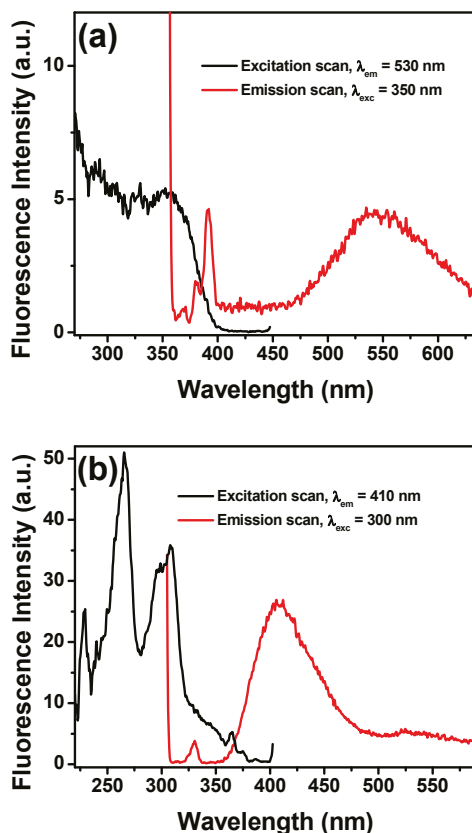 (a)
Excitation scan, λem = 530 nm
Emission scan, λexc = 350 nm
Fluorescence Intensity (a.u.)
10
5
0
300 350 400 450 500 550 600
Wavelength (nm)
(b)
Excitation scan, λem = 410 nm
Emission scan, λexc = 300 nm
Fluorescence Intensity (a.u.)
50
40
30
20
10
0
250 300 350 400 450 500 550
Wavelength (nm)